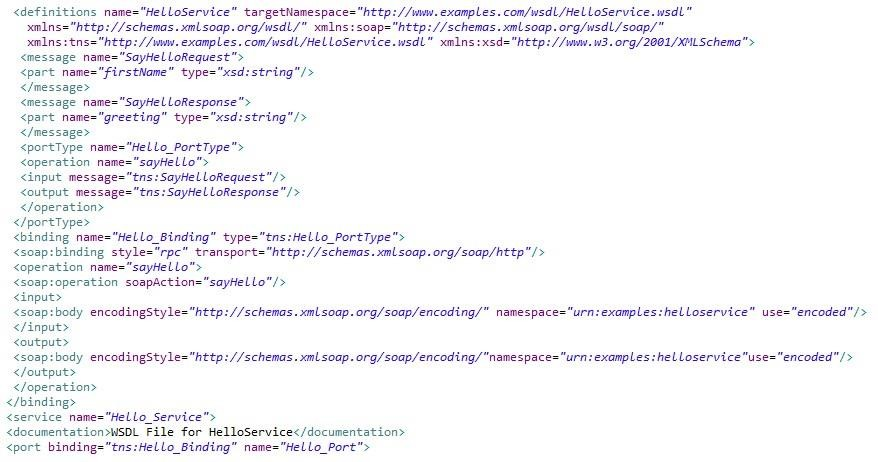 <definitions name="HelloService" targetNamespace="http://www.examples.com/wsdl/HelloService.wsdl"
xmlns="http://schemas.xmlsoap.org/wsdl/" xmlns:soap="http://schemas.xmlsoap.org/wsdl/soap/"
xmlns:tns="http://www.examples.com/wsdl/HelloService.wsdl" xmlns:xsd="http://www.w3.org/2001/XMLSchema">
<message name="SayHelloRequest">
<part name="firstName" type="xsd:string"/>
</message>
<message name="SayHelloResponse">
<part name="greeting" type="xsd:string"/>
</message>
<portType name="Hello_PortType">
<operation name="sayHello">
<input message="tns:SayHelloRequest"/>
<output message="tns:SayHelloResponse"/>
</operation>
</portType>
<binding name="Hello_Binding" type="tns:Hello_PortType">
<soap:binding style="rpc" transport="http://schemas.xmlsoap.org/soap/http"/>
<operation name="sayHello">
<soap:operation soapAction="sayHello"/>
<input>
<soap:body encodingStyle="http://schemas.xmlsoap.org/soap/encoding/" namespace="urn:examples:helloservice" use="encoded"/>
</input>
<output>
<soap:body encodingStyle="http://schemas.xmlsoap.org/soap/encoding/"namespace="urn:examples:helloservice"use="encoded"/>
</output>
</operation>
</binding>
<service name="Hello_Service">
<documentation>WSDL File for HelloService</documentation>
<port binding="tns:Hello_Binding" name="Hello_Port">